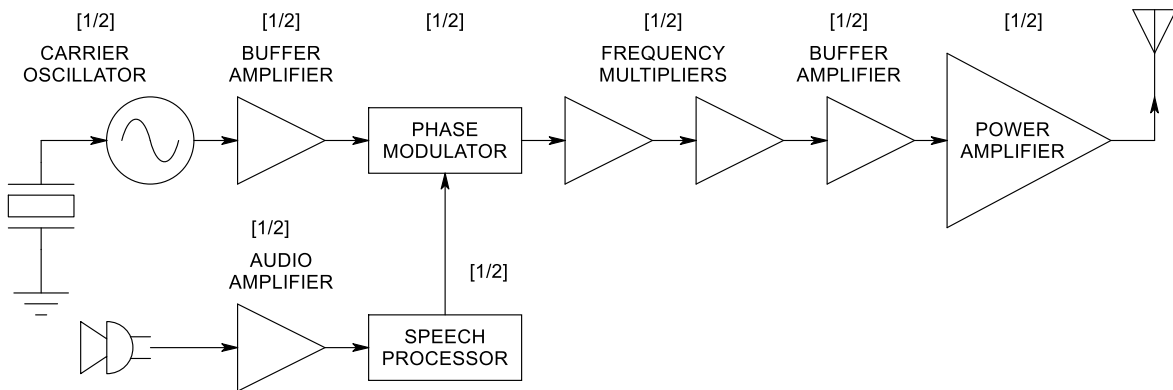 [1/2] [1/2] [1/2] [1/2] [1/2] [1/2]
CARRIER
OSCILLATOR
BUFFER
AMPLIFIER
FREQUENCY
MULTIPLIERS
BUFFER
AMPLIFIER
PHASE
MODULATOR
POWER
AMPLIFIER
[1/2]
AUDIO
AMPLIFIER
[1/2]
SPEECH
PROCESSOR